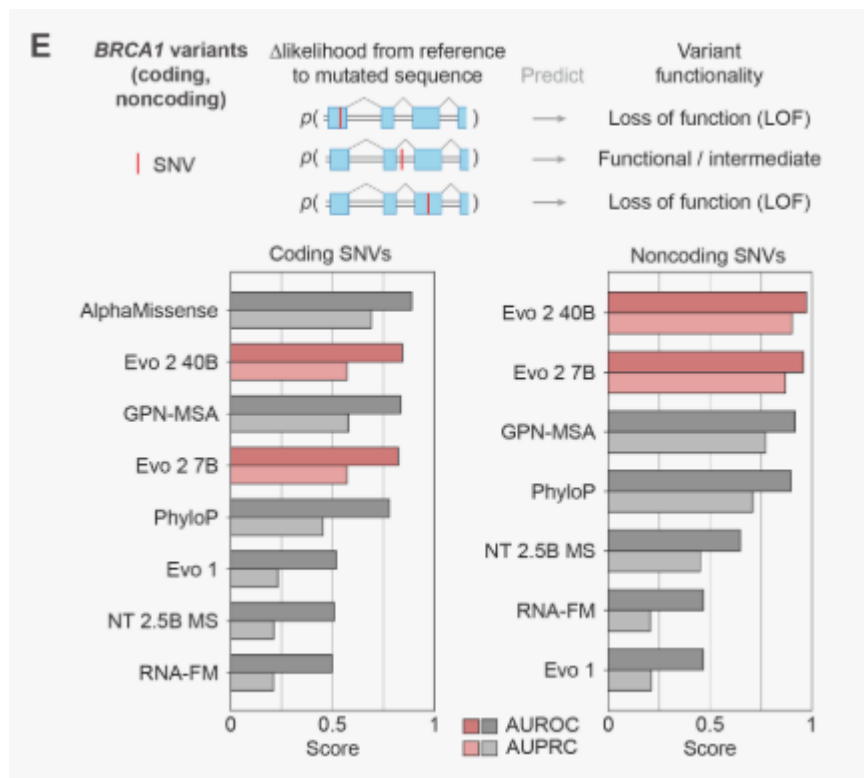 E
BRCA1 variants
(coding,
noncoding)
SNV
Δlikelihood from reference
to mutated sequence
Predict
Variant
functionality
p( )
Loss of function (LOF)
p( )
Functional / intermediate
p( )
Loss of function (LOF)
Coding SNVs
AlphaMissense
Evo 2 40B
GPN-MSA
Evo 2 7B
PhyloP
Evo 1
NT 2.5B MS
RNA-FM
0 0.5 1
Score
Noncoding SNVs
Evo 2 40B
Evo 2 7B
GPN-MSA
PhyloP
NT 2.5B MS
RNA-FM
Evo 1
0 0.5 1
Score
AUROC
AUPRC